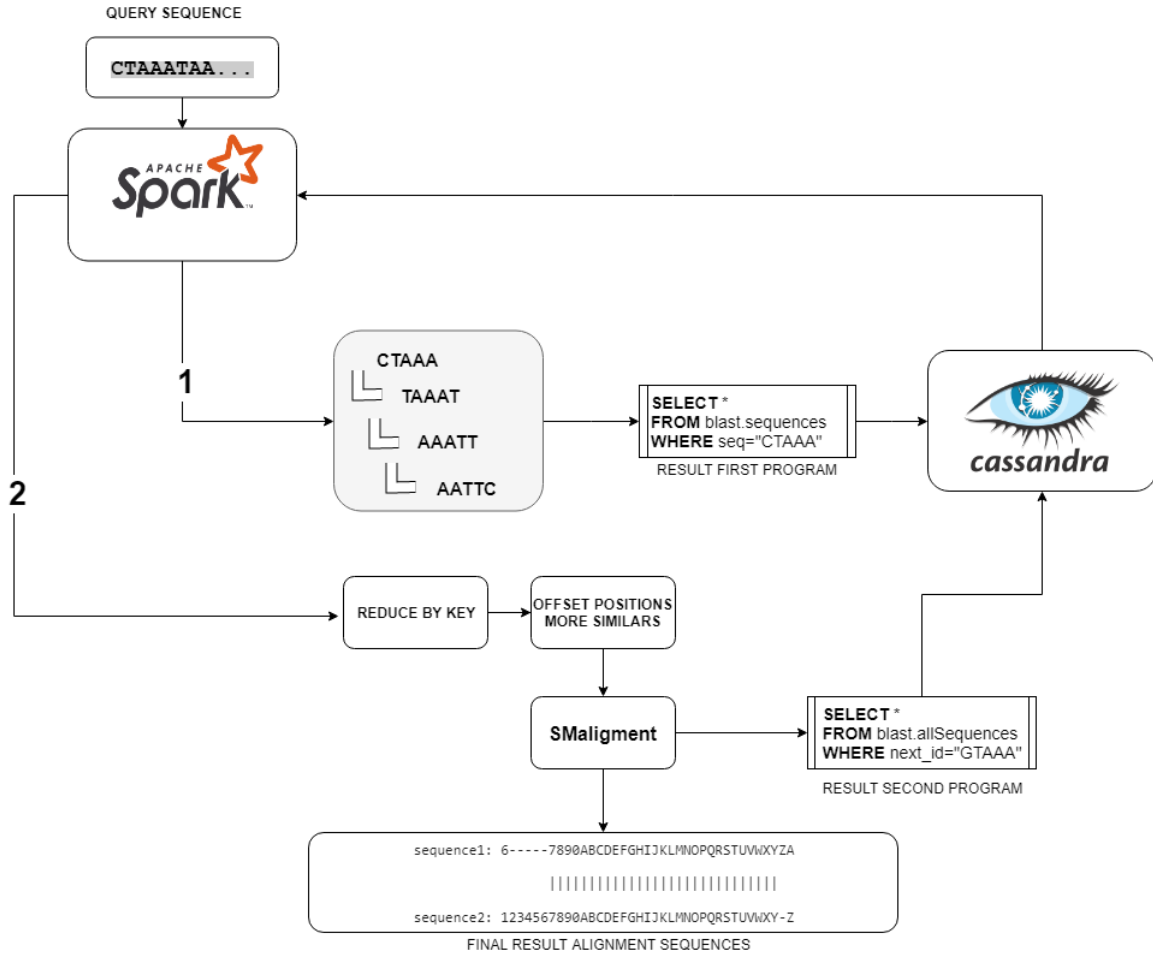 QUERY SEQUENCE
CTAAATAA...
APACHE
Spark™
1
CTAAA
TAAAT
AAATT
AATTC
SELECT *
FROM blast.sequences
WHERE seq="CTAAA"
RESULT FIRST PROGRAM
cassandra
2
REDUCE BY KEY
OFFSET POSITIONS
MORE SIMILARS
SMaligment
SELECT *
FROM blast.allSequences
WHERE next_id="GTAAA"
RESULT SECOND PROGRAM
sequence1: 6-----7890ABCDEFGHIJKLMNOPQRSTUVWXYZA
|||||||||||||||||||||||||||||
sequence2: 1234567890ABCDEFGHIJKLMNOPQRSTUVWXY-Z
FINAL RESULT ALIGNMENT SEQUENCES